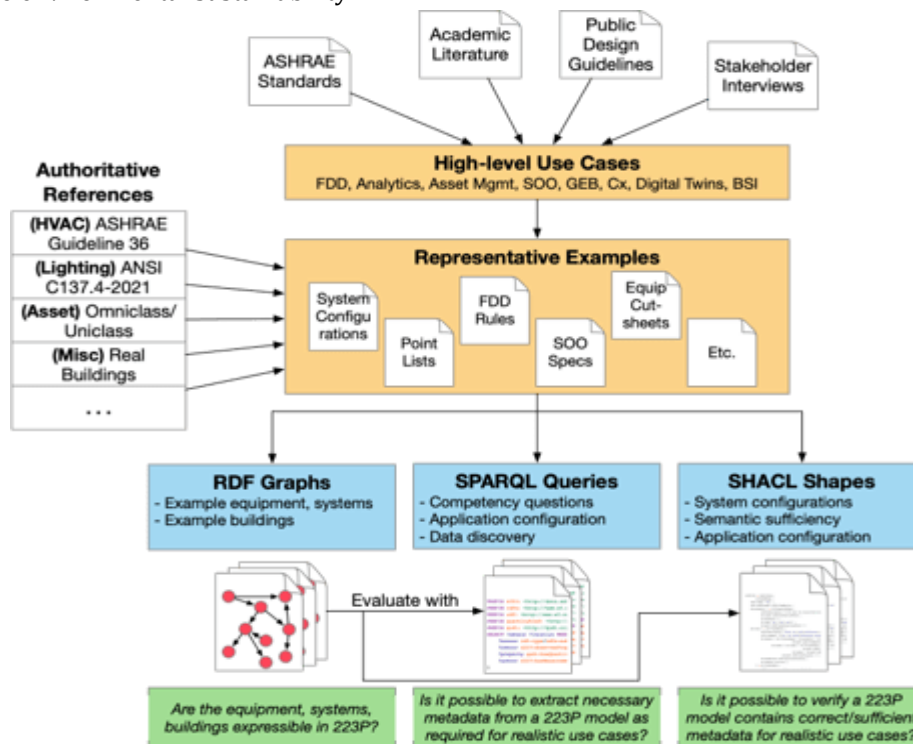 ASHRAE
Standards
Academic
Literature
Public
Design
Guidelines
Stakeholder
Interviews
High-level Use Cases
FDD, Analytics, Asset Mgmt, SOO, GEB, Cx, Digital Twins, BSI
Authoritative
References
(HVAC) ASHRAE
Guideline 36
(Lighting) ANSI
C137.4-2021
(Asset) Omniclass/
Uniclass
(Misc) Real
Buildings
...
Representative Examples
System
Configu
rations
Point
Lists
FDD
Rules
SOO
Specs
Equip
Cut-
sheets
Etc.
RDF Graphs
- Example equipment, systems
- Example buildings
SPARQL Queries
- Competency questions
- Application configuration
- Data discovery
SHACL Shapes
- System configurations
- Semantic sufficiency
- Application configuration
Evaluate with
Are the equipment, systems,
buildings expressible in 223P?
Is it possible to extract necessary
metadata from a 223P model as
required for realistic use cases?
Is it possible to verify a 223P
model contains correct/sufficient
metadata for realistic use cases?